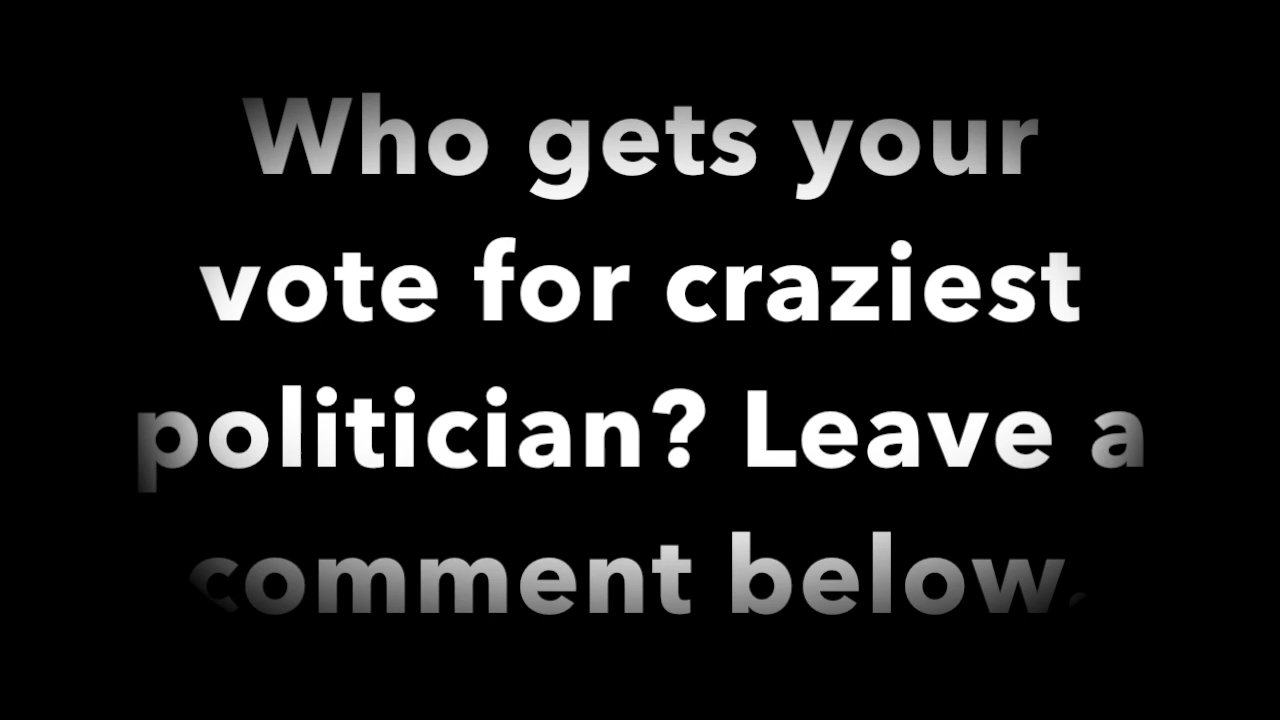 Who gets your
vote for craziest
politician? Leave a
comment below.